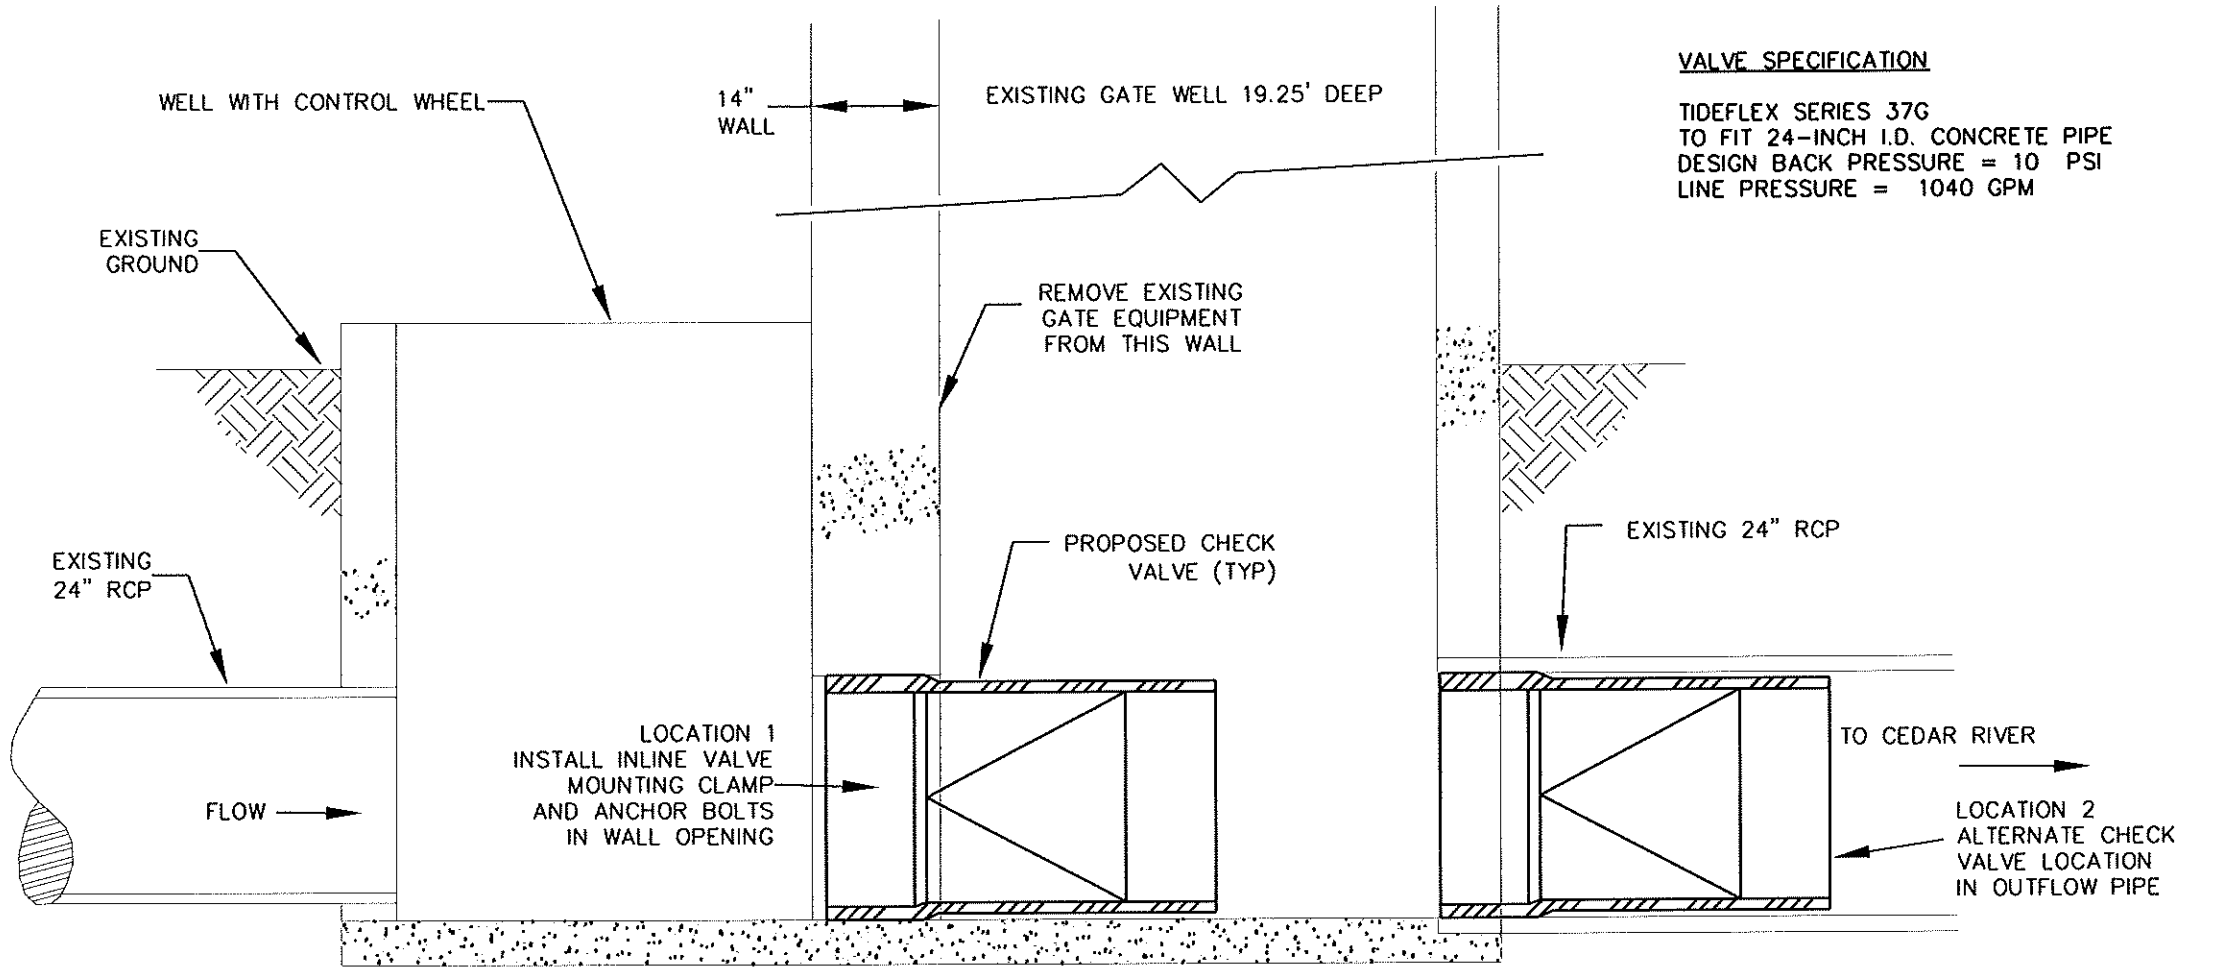 VALVE SPECIFICATION
TIDEFLEX SERIES 37G
TO FIT 24-INCH I.D. CONCRETE PIPE
DESIGN BACK PRESSURE = 10 PSI
LINE PRESSURE = 1040 GPM
WELL WITH CONTROL WHEEL
14"
WALL
EXISTING GATE WELL 19.25' DEEP
EXISTING
GROUND
REMOVE EXISTING
GATE EQUIPMENT
FROM THIS WALL
EXISTING
24" RCP
PROPOSED CHECK
VALVE (TYP)
EXISTING 24" RCP
LOCATION 1
INSTALL INLINE VALVE
MOUNTING CLAMP
AND ANCHOR BOLTS
IN WALL OPENING
FLOW
TO CEDAR RIVER
LOCATION 2
ALTERNATE CHECK
VALVE LOCATION
IN OUTFLOW PIPE